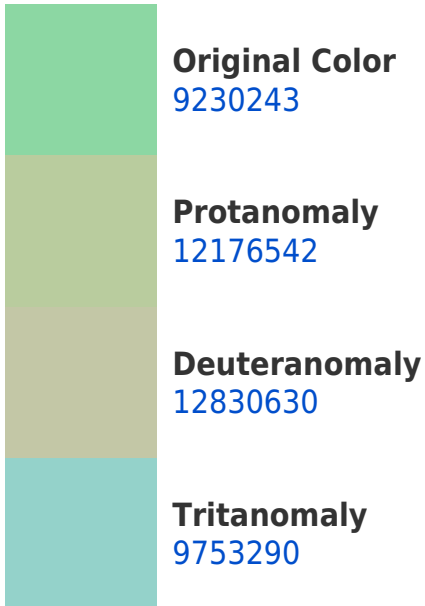 Original Color
9230243
Protanomaly
12176542
Deuteranomaly
12830630
Tritanomaly
9753290